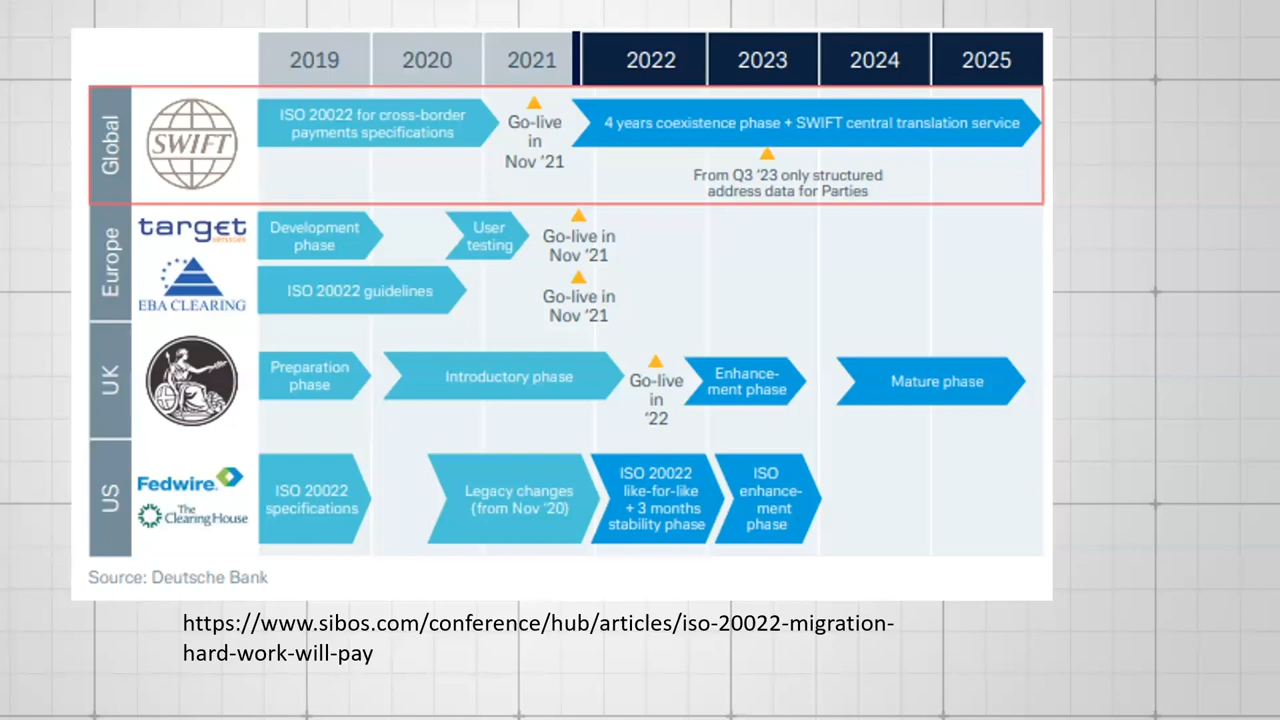 2019 2020 2021 2022 2023 2024 2025
Global
SWIFT
ISO 20022 for cross-border
payments specifications
Go-live
in
Nov '21
4 years coexistence phase + SWIFT central translation service
From Q3 '23 only structured
address data for Parties
Europe
target
services
Development
phase
User
testing
Go-live in
Nov '21
EBA CLEARING
ISO 20022 guidelines
Go-live in
Nov '21
UK
Preparation
phase
Introductory phase
Go-live
in
'22
Enhance-
ment phase
Mature phase
US
Fedwire.
The
Clearing House
ISO 20022
specifications
Legacy changes
(from Nov '20)
ISO 20022
like-for-like
+ 3 months
stability phase
ISO
enhance-
ment
phase
Source: Deutsche Bank
https://www.sibos.com/conference/hub/articles/iso-20022-migration-
hard-work-will-pay